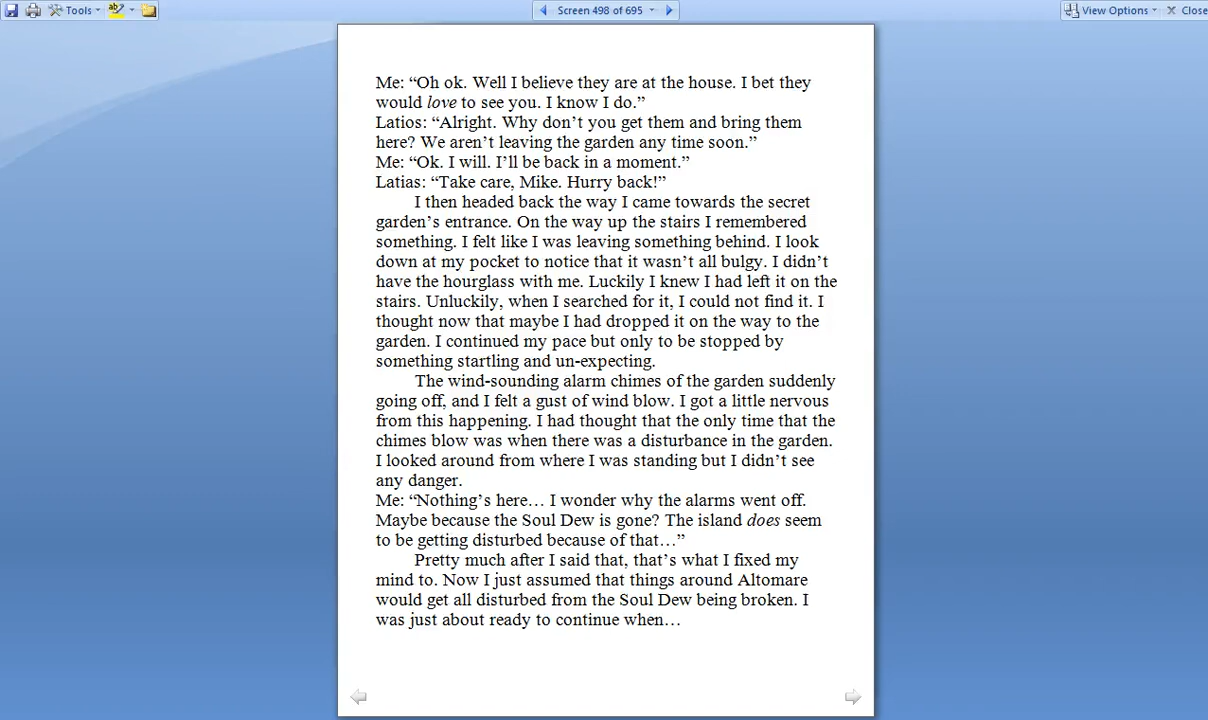 Tools
Screen 498 of 695
View Options
Close
Me: “Oh ok. Well I believe they are at the house. I bet they
would love to see you. I know I do.”
Latios: “Alright. Why don’t you get them and bring them
here? We aren’t leaving the garden any time soon.”
Me: “Ok. I will. I’ll be back in a moment.”
Latias: “Take care, Mike. Hurry back!”
I then headed back the way I came towards the secret
garden’s entrance. On the way up the stairs I remembered
something. I felt like I was leaving something behind. I look
down at my pocket to notice that it wasn’t all bulgy. I didn’t
have the hourglass with me. Luckily I knew I had left it on the
stairs. Unluckily, when I searched for it, I could not find it. I
thought now that maybe I had dropped it on the way to the
garden. I continued my pace but only to be stopped by
something startling and un-expecting.
The wind-sounding alarm chimes of the garden suddenly
going off, and I felt a gust of wind blow. I got a little nervous
from this happening. I had thought that the only time that the
chimes blow was when there was a disturbance in the garden.
I looked around from where I was standing but I didn’t see
any danger.
Me: “Nothing’s here… I wonder why the alarms went off.
Maybe because the Soul Dew is gone? The island does seem
to be getting disturbed because of that…”
Pretty much after I said that, that’s what I fixed my
mind to. Now I just assumed that things around Altomare
would get all disturbed from the Soul Dew being broken. I
was just about ready to continue when…